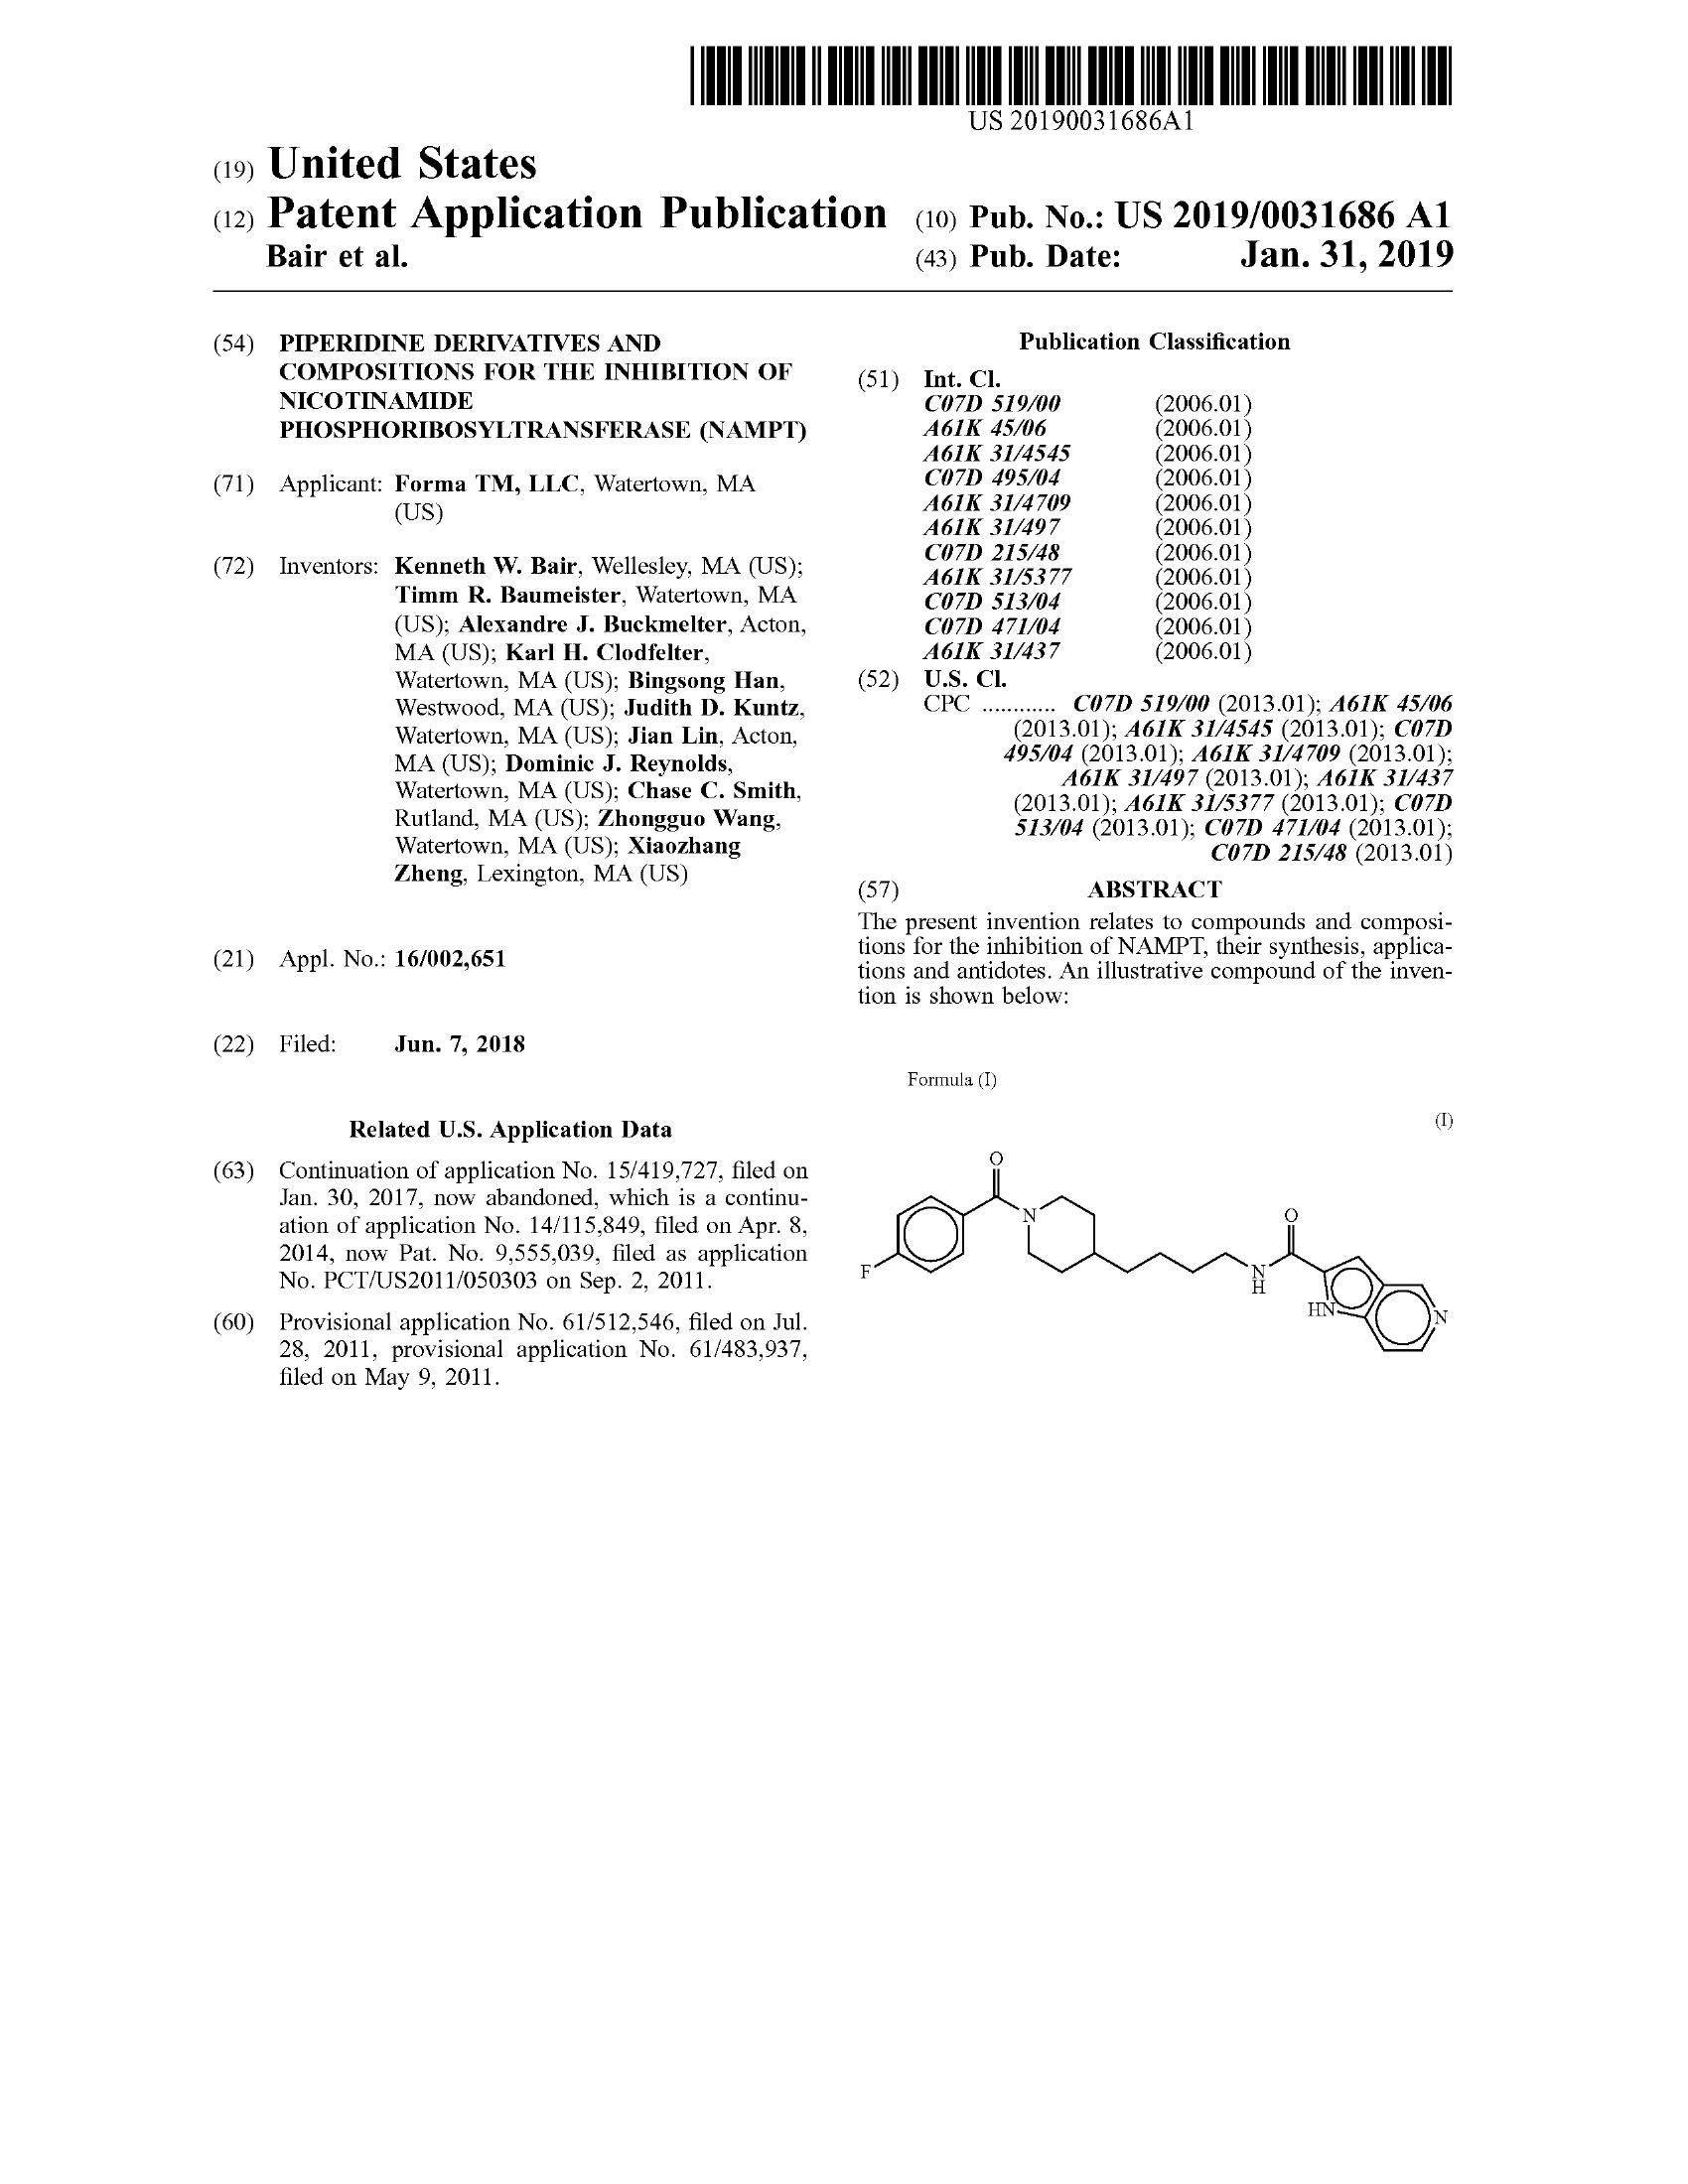 US 20190031686A1
(19) United States
(12) Patent Application Publication
Bair et al.
(10) Pub. No.: US 2019/0031686 A1
(43) Pub. Date: Jan. 31, 2019
(54) PIPERIDINE DERIVATIVES AND
COMPOSITIONS FOR THE INHIBITION OF
NICOTINAMIDE
PHOSPHORIBOSYLTRANSFERASE (NAMPT)
(71) Applicant: Forma TM, LLC, Watertown, MA
(US)
(72) Inventors: Kenneth W. Bair, Wellesley, MA (US);
Timm R. Baumeister, Watertown, MA
(US); Alexandre J. Buckmelter, Acton,
MA (US); Karl H. Clodfelter,
Watertown, MA (US); Bingsong Han,
Westwood, MA (US); Judith D. Kuntz,
Watertown, MA (US); Jian Lin, Acton,
MA (US); Dominic J. Reynolds,
Watertown, MA (US); Chase C. Smith,
Rutland, MA (US); Zhongguo Wang,
Watertown, MA (US); Xiaozhang
Zheng, Lexington, MA (US)
(21) Appl. No.: 16/002,651
(22) Filed: Jun. 7, 2018
Related U.S. Application Data
(63) Continuation of application No. 15/419,727, filed on
Jan. 30, 2017, now abandoned, which is a continu-
ation of application No. 14/115,849, filed on Apr. 8,
2014, now Pat. No. 9,555,039, filed as application
No. PCT/US2011/050303 on Sep. 2, 2011.
(60) Provisional application No. 61/512,546, filed on Jul.
28, 2011, provisional application No. 61/483,937,
filed on May 9, 2011.
Publication Classification
(51) Int. Cl.
C07D 519/00 (2006.01)
A61K 45/06 (2006.01)
A61K 31/4545 (2006.01)
C07D 495/04 (2006.01)
A61K 31/4709 (2006.01)
A61K 31/497 (2006.01)
C07D 215/48 (2006.01)
A61K 31/5377 (2006.01)
C07D 513/04 (2006.01)
C07D 471/04 (2006.01)
A61K 31/437 (2006.01)
(52) U.S. Cl.
CPC ........... C07D 519/00 (2013.01); A61K 45/06
(2013.01); A61K 31/4545 (2013.01); C07D
495/04 (2013.01); A61K 31/4709 (2013.01);
A61K 31/497 (2013.01); A61K 31/437
(2013.01); A61K 31/5377 (2013.01); C07D
513/04 (2013.01); C07D 471/04 (2013.01);
C07D 215/48 (2013.01)
(57) ABSTRACT
The present invention relates to compounds and composi-
tions for the inhibition of NAMPT, their synthesis, applica-
tions and antidotes. An illustrative compound of the inven-
tion is shown below:
Formula (I)
(I)
O
N
O
F
N
H
HN
N